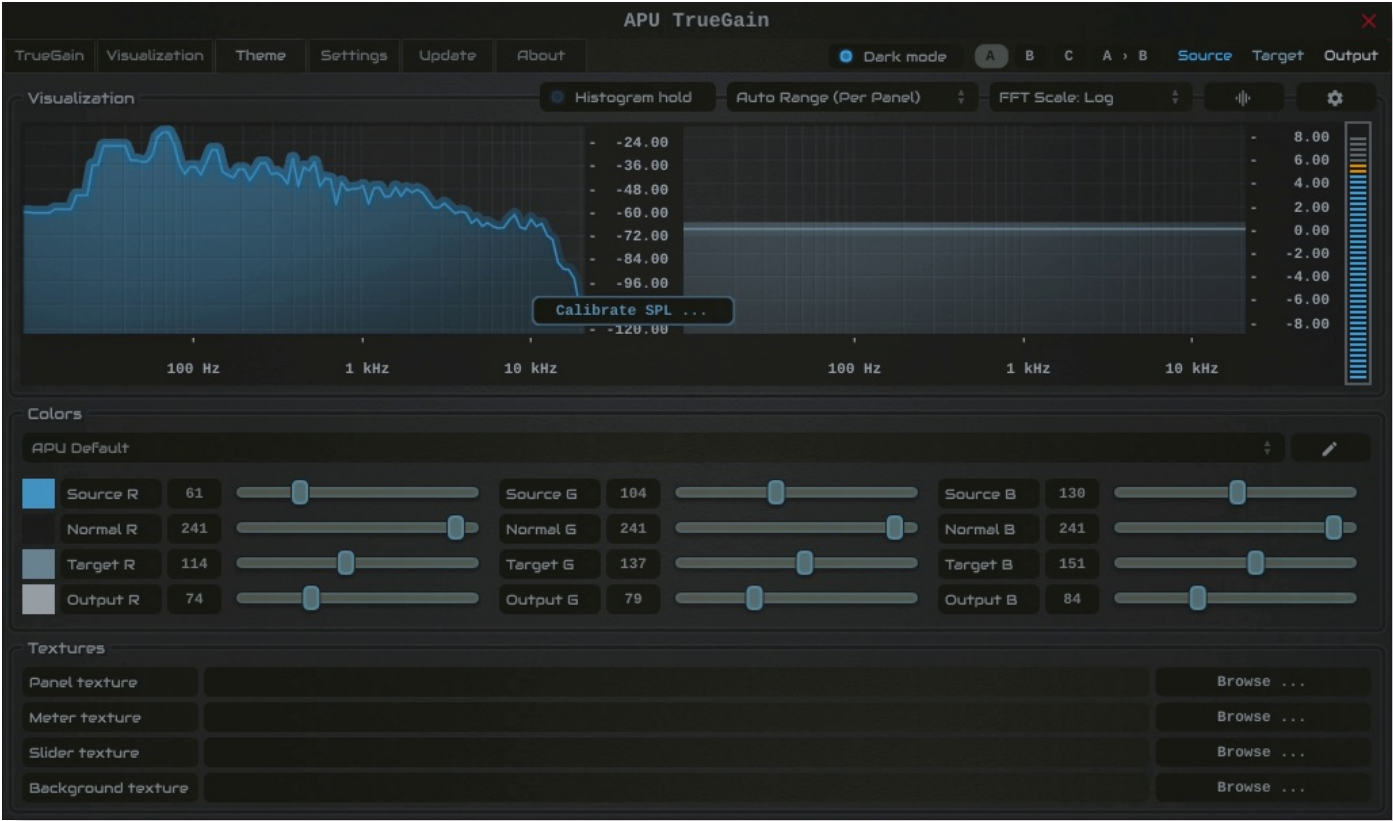 APU TrueGain
TrueGain Visualization Theme Settings Update About Dark mode A B C A › B Source Target Output
Visualization Histogram hold Auto Range (Per Panel) FFT Scale: Log
-24.00
-36.00
-48.00
-60.00
-72.00
-84.00
-96.00
-120.00
8.00
6.00
4.00
2.00
0.00
-2.00
-4.00
-6.00
-8.00
Calibrate SPL ...
100 Hz 1 kHz 10 kHz 100 Hz 1 kHz 10 kHz
Colors
APU Default
Source R 61 Source G 104 Source B 130
Normal R 241 Normal G 241 Normal B 241
Target R 114 Target G 137 Target B 151
Output R 74 Output G 79 Output B 84
Textures
Panel texture Browse ...
Meter texture Browse ...
Slider texture Browse ...
Background texture Browse ...